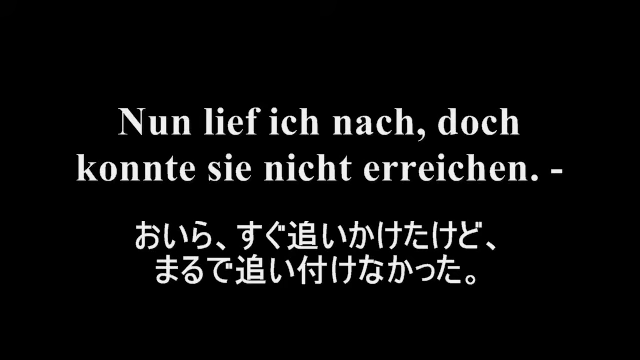 Nun lief ich nach, doch
konnte sie nicht erreichen. -
おいら、すぐ追いかけたけど、
まるで追い付けなかった。